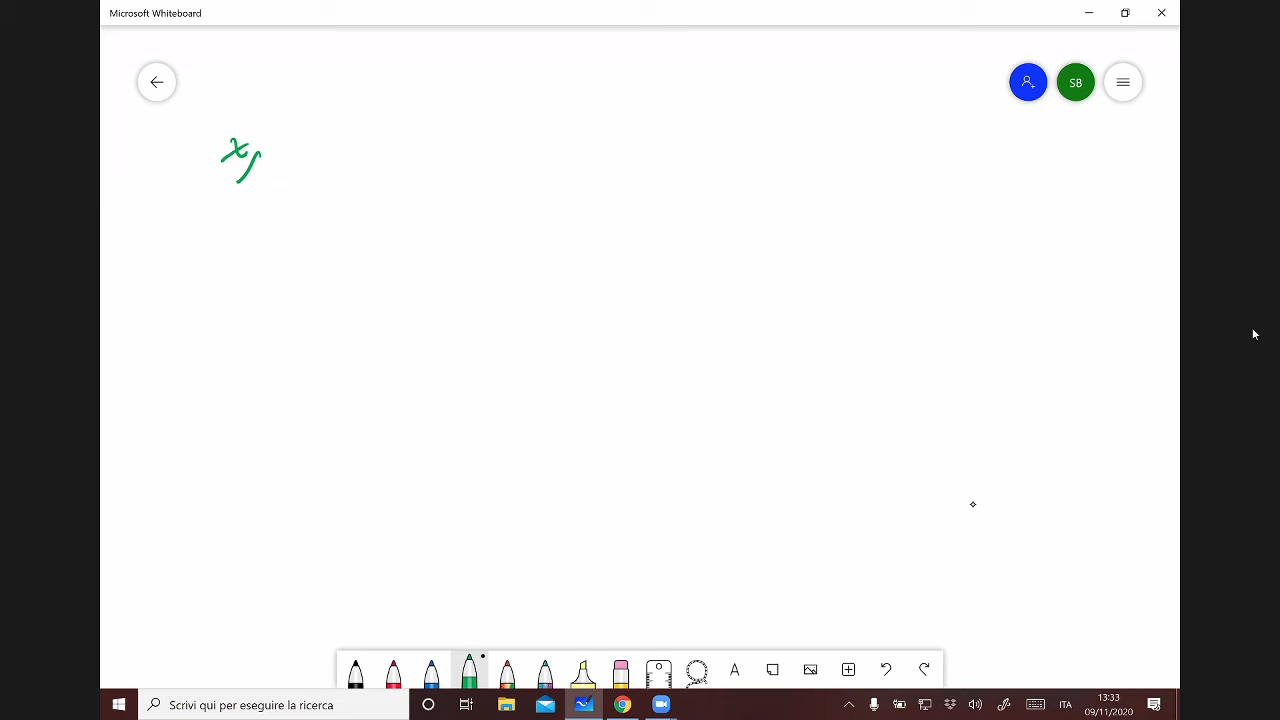 Microsoft Whiteboard
SB
x
A
Scrivi qui per eseguire la ricerca
ITA
13:33
09/11/2020